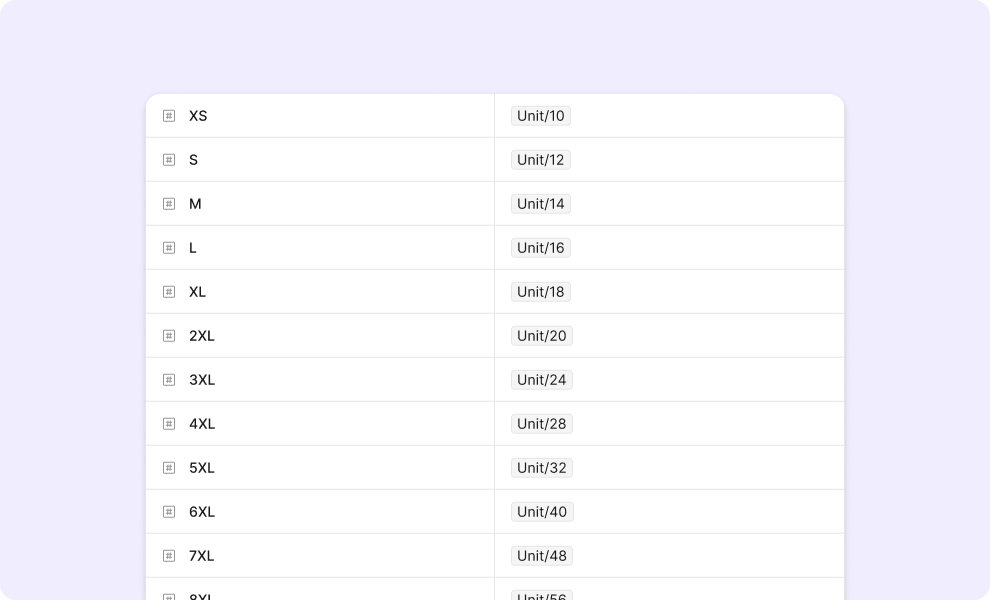 XS Unit/10
S Unit/12
M Unit/14
L Unit/16
XL Unit/18
2XL Unit/20
3XL Unit/24
4XL Unit/28
5XL Unit/32
6XL Unit/40
7XL Unit/48
8XL Unit/56